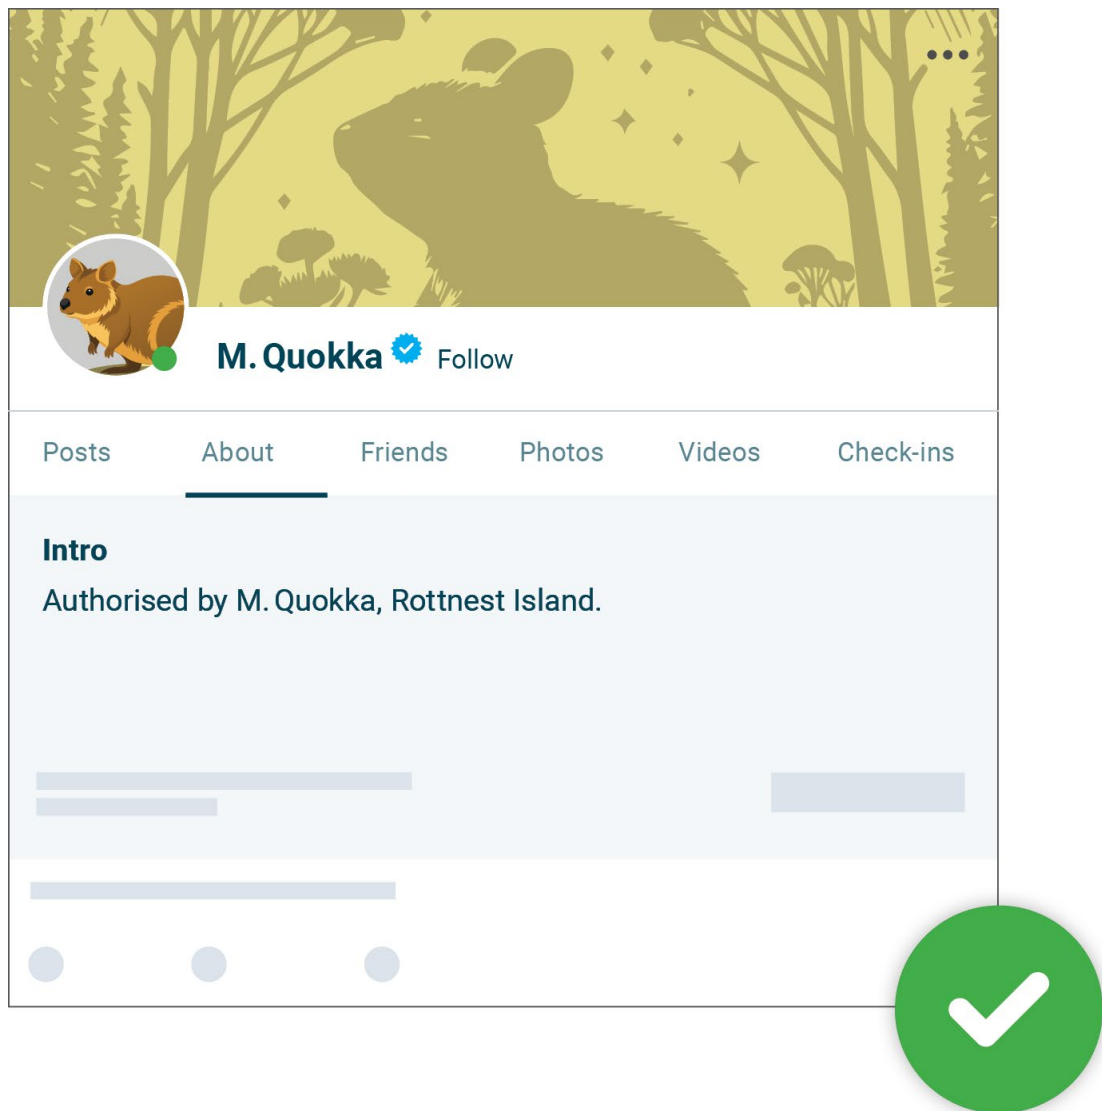 M. Quokka Follow
Posts About Friends Photos Videos Check-ins
Intro
Authorised by M. Quokka, Rottnest Island.